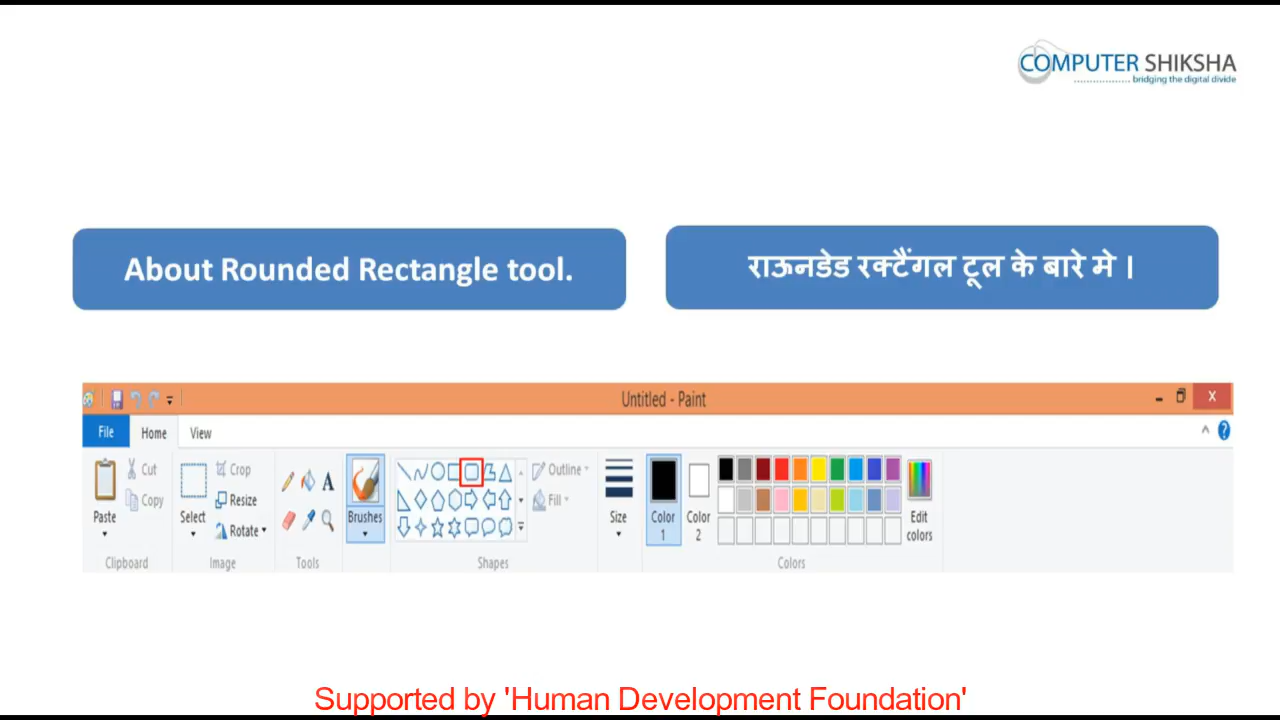 COMPUTER SHIKSHA
bridging the digital divide
About Rounded Rectangle tool.
राऊनडेड रक्टैंगल टूल के बारे मे ।
Untitled - Paint
File Home View
Cut Crop Outline
Copy Resize Fill
Paste Select Rotate Brushes Size Color 1 Color 2 Edit colors
Clipboard Image Tools Shapes Colors
Supported by 'Human Development Foundation'